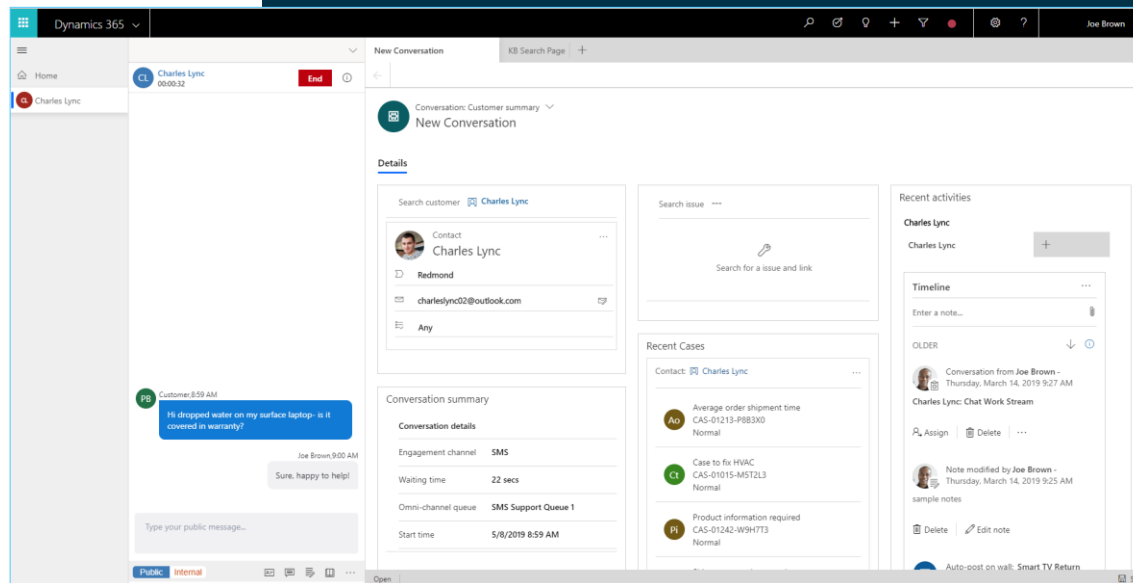 Dynamics 365
Joe Brown
Home
Charles Lync
CL
Charles Lync
00:00:32
End
PB
Customer,8:59 AM
Hi dropped water on my surface laptop- is it
covered in warranty?
Joe Brown,9:00 AM
Sure, happy to help!
Type your public message...
Public
Internal
New Conversation
KB Search Page
Conversation: Customer summary
New Conversation
Details
Search customer
Charles Lync
Contact
Charles Lync
Redmond
charleslync02@outlook.com
Any
Conversation summary
Conversation details
Engagement channel SMS
Waiting time 22 secs
Omni-channel queue SMS Support Queue 1
Start time 5/8/2019 8:59 AM
Search issue ---
Search for a issue and link
Recent Cases
Contact: Charles Lync
Ao
Average order shipment time
CAS-01213-P8B3X0
Normal
Ct
Case to fix HVAC
CAS-01015-M5T2L3
Normal
Pi
Product information required
CAS-01242-W9H7T3
Normal
Recent activities
Charles Lync
Charles Lync
Timeline
Enter a note...
OLDER
Conversation from Joe Brown -
Thursday, March 14, 2019 9:27 AM
Charles Lync: Chat Work Stream
Assign
Delete
Note modified by Joe Brown -
Thursday, March 14, 2019 9:25 AM
sample notes
Delete
Edit note
Auto-post on wall: Smart TV Return
Open